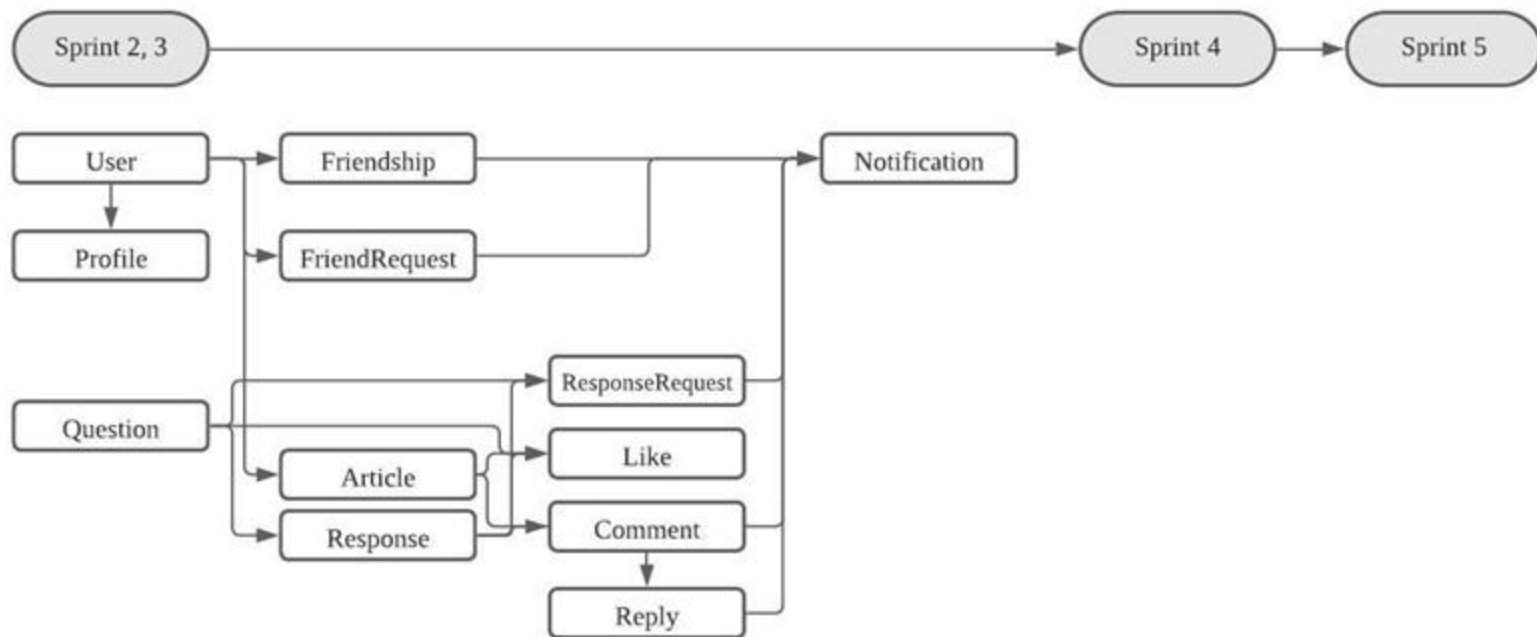 Sprint 2, 3
Sprint 4
Sprint 5
User
Friendship
Notification
Profile
FriendRequest
ResponseRequest
Question
Like
Article
Response
Comment
Reply